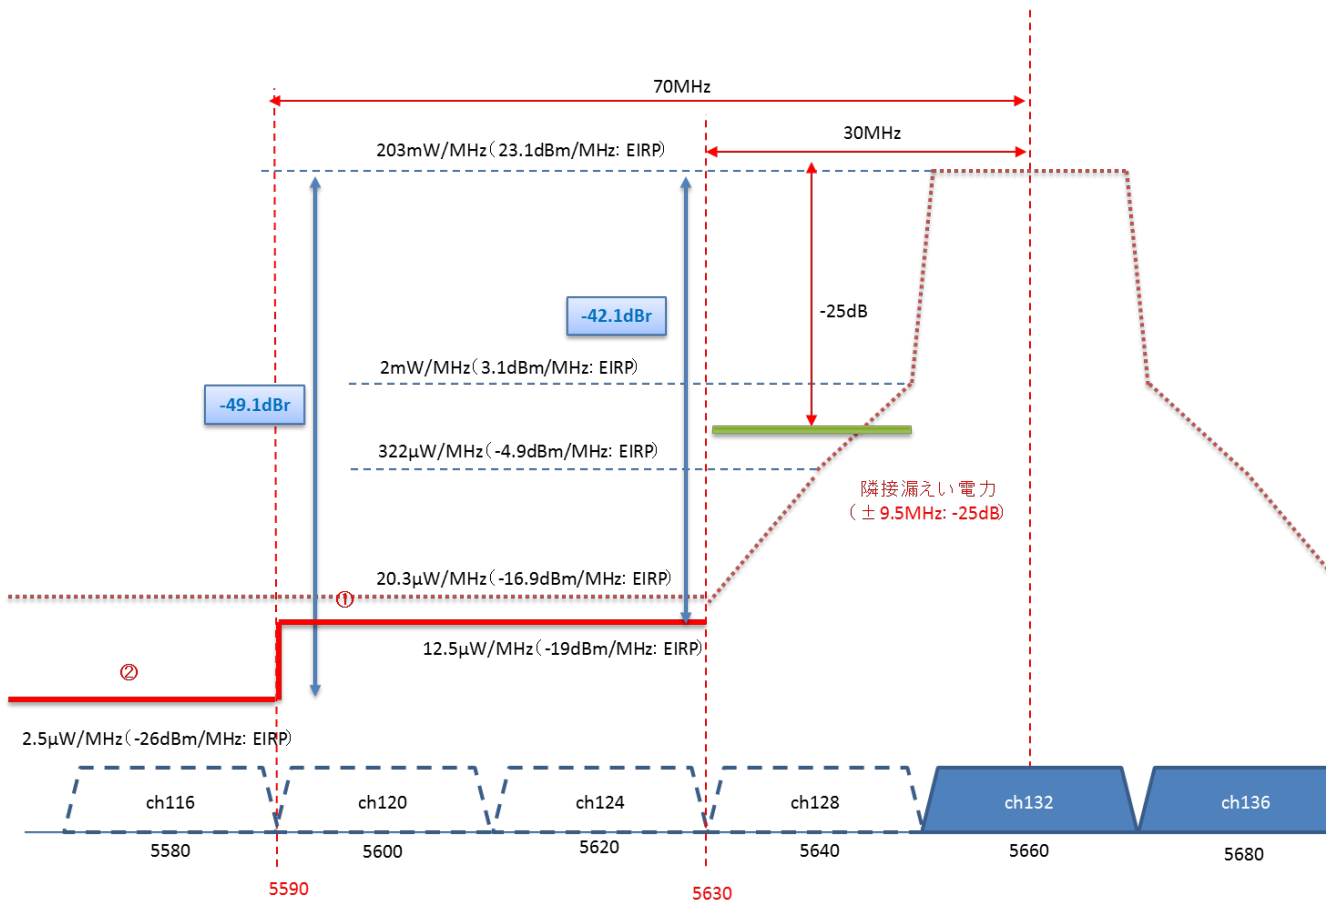 70MHz
30MHz
203mW/MHz(23.1dBm/MHz: EIRP)
-42.1dBr
-25dB
2mW/MHz(3.1dBm/MHz: EIRP)
-49.1dBr
322μW/MHz(-4.9dBm/MHz: EIRP)
隣接漏えい電力
(±9.5MHz: -25dB)
20.3μW/MHz(-16.9dBm/MHz: EIRP)
①
12.5μW/MHz(-19dBm/MHz: EIRP)
②
2.5μW/MHz(-26dBm/MHz: EIRP)
ch116 ch120 ch124 ch128 ch132 ch136
5580 5600 5620 5640 5660 5680
5590 5630